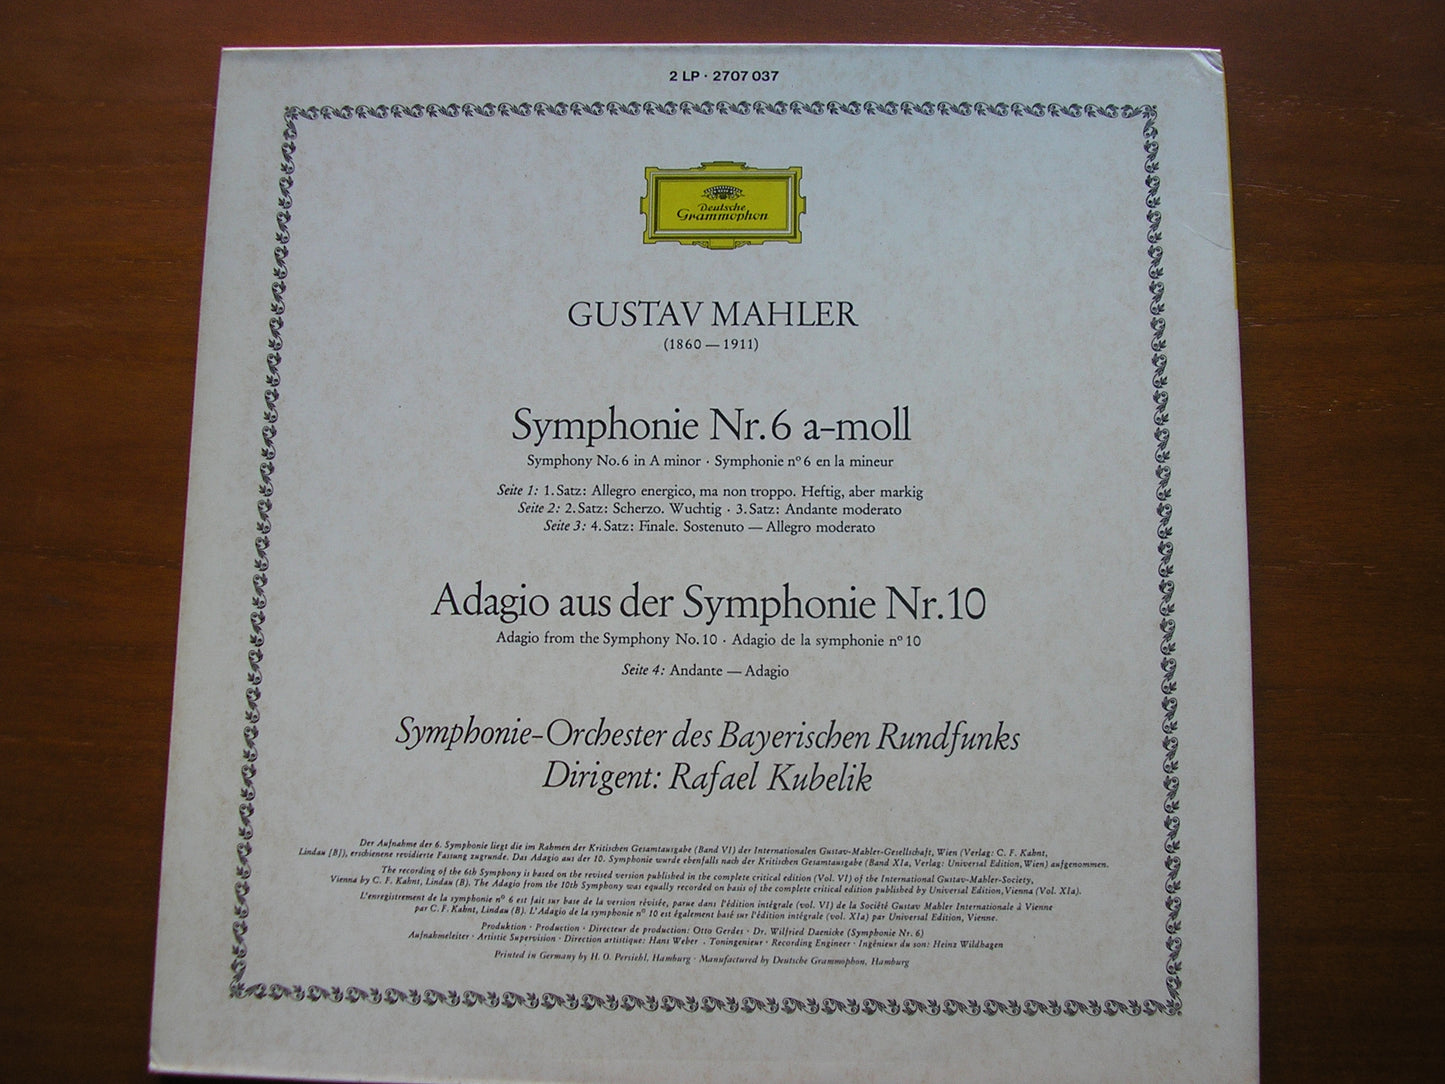 2 LP · 2707 037
Deutsche
Grammophon
GUSTAV MAHLER
(1860 — 1911)
Symphonie Nr. 6 a-moll
Symphony No. 6 in A minor · Symphonie nº 6 en la mineur
Seite 1: 1. Satz: Allegro energico, ma non troppo. Heftig, aber markig
Seite 2: 2. Satz: Scherzo. Wuchtig · 3. Satz: Andante moderato
Seite 3: 4. Satz: Finale. Sostenuto — Allegro moderato
Adagio aus der Symphonie Nr. 10
Adagio from the Symphony No. 10 · Adagio de la symphonie nº 10
Seite 4: Andante — Adagio
Symphonie-Orchester des Bayerischen Rundfunks
Dirigent: Rafael Kubelik
Der Aufnahme der 6. Symphonie liegt die im Rahmen der Kritischen Gesamtausgabe (Band VI) der Internationalen Gustav-Mahler-Gesellschaft, Wien (Verlag: C. F. Kahnt,
Lindau [B]), erschienene revidierte Fassung zugrunde. Das Adagio aus der 10. Symphonie wurde ebenfalls nach der Kritischen Gesamtausgabe (Band XIa, Verlag: Universal Edition, Wien) aufgenommen.
The recording of the 6th Symphony is based on the revised version published in the complete critical edition (Vol. VI) of the International Gustav-Mahler-Society,
Vienna by C. F. Kahnt, Lindau (B). The Adagio from the 10th Symphony was equally recorded on basis of the complete critical edition published by Universal Edition, Vienna (Vol. XIa).
L'enregistrement de la symphonie nº 6 est fait sur base de la version révisée, parue dans l'édition intégrale (vol. VI) de la Société Gustav Mahler Internationale à Vienne
par C. F. Kahnt, Lindau (B). L'Adagio de la symphonie nº 10 est également basé sur l'édition intégrale (vol. XIa) par Universal Edition, Vienne.
Produktion · Production · Directeur de production: Otto Gerdes · Dr. Wilfried Daenicke (Symphonie Nr. 6)
Aufnahmeleiter · Artistic Supervision · Direction artistique: Hans Weber · Toningenieur · Recording Engineer · Ingénieur du son: Heinz Wildhagen
Printed in Germany by H. O. Persiehl, Hamburg · Manufactured by Deutsche Grammophon, Hamburg